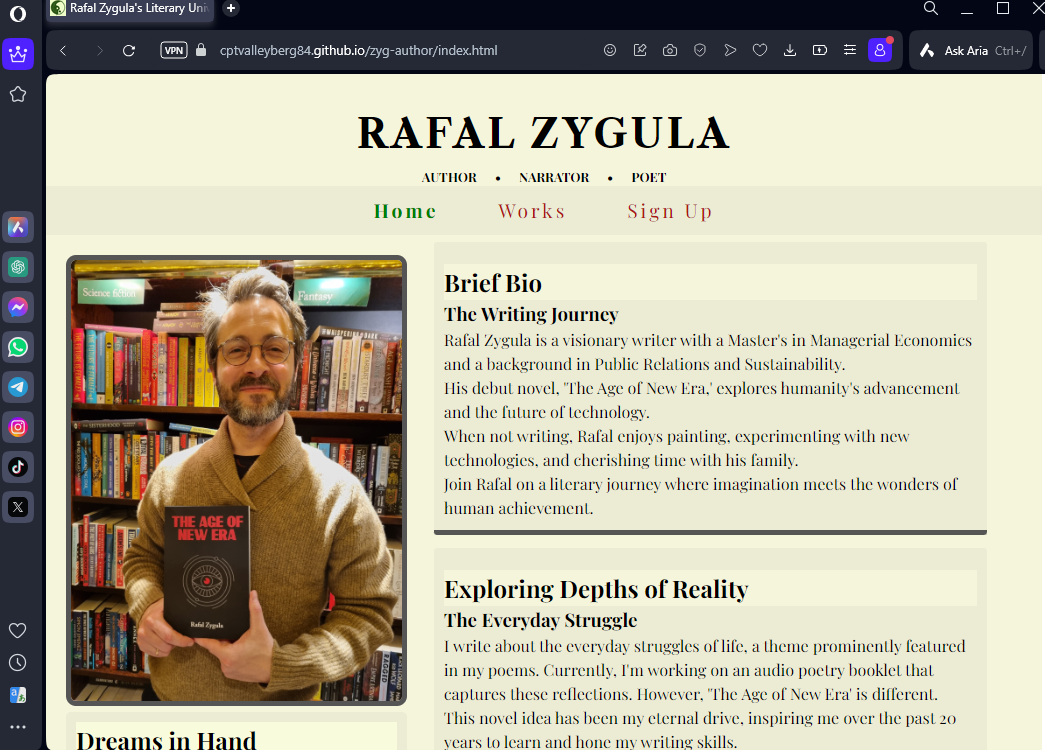 Rafal Zygula's Literary Univ
VPN
cptvalleyberg84.github.io/zyg-author/index.html
Ask Aria Ctrl+/
RAFAL ZYGULA
AUTHOR • NARRATOR • POET
Home Works Sign Up
Science fiction
Fantasy
THE AGE OF
NEW ERA
Rafal Zygula
Dreams in Hand
Brief Bio
The Writing Journey
Rafal Zygula is a visionary writer with a Master's in Managerial Economics
and a background in Public Relations and Sustainability.
His debut novel, 'The Age of New Era,' explores humanity's advancement
and the future of technology.
When not writing, Rafal enjoys painting, experimenting with new
technologies, and cherishing time with his family.
Join Rafal on a literary journey where imagination meets the wonders of
human achievement.
Exploring Depths of Reality
The Everyday Struggle
I write about the everyday struggles of life, a theme prominently featured
in my poems. Currently, I'm working on an audio poetry booklet that
captures these reflections. However, 'The Age of New Era' is different.
This novel idea has been my eternal drive, inspiring me over the past 20
years to learn and hone my writing skills.